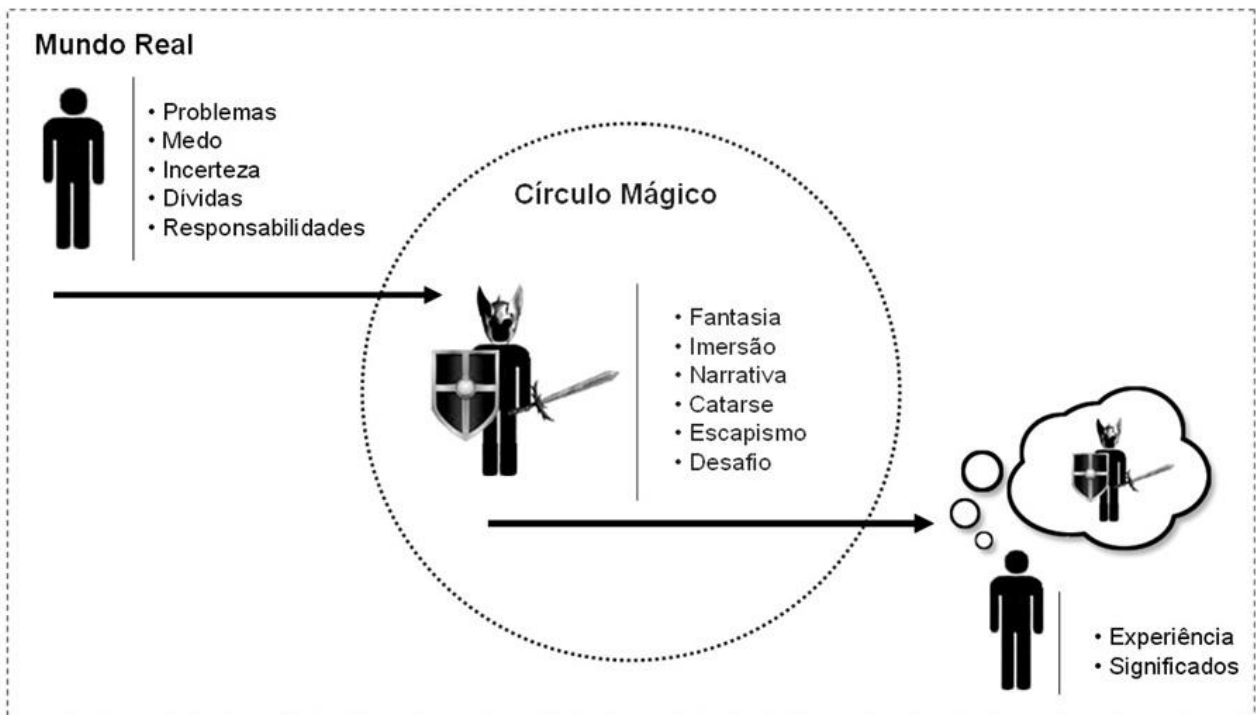 Mundo Real
• Problemas
• Medo
• Incerteza
• Dívidas
• Responsabilidades
Círculo Mágico
• Fantasia
• Imersão
• Narrativa
• Catarse
• Escapismo
• Desafio
• Experiência
• Significados